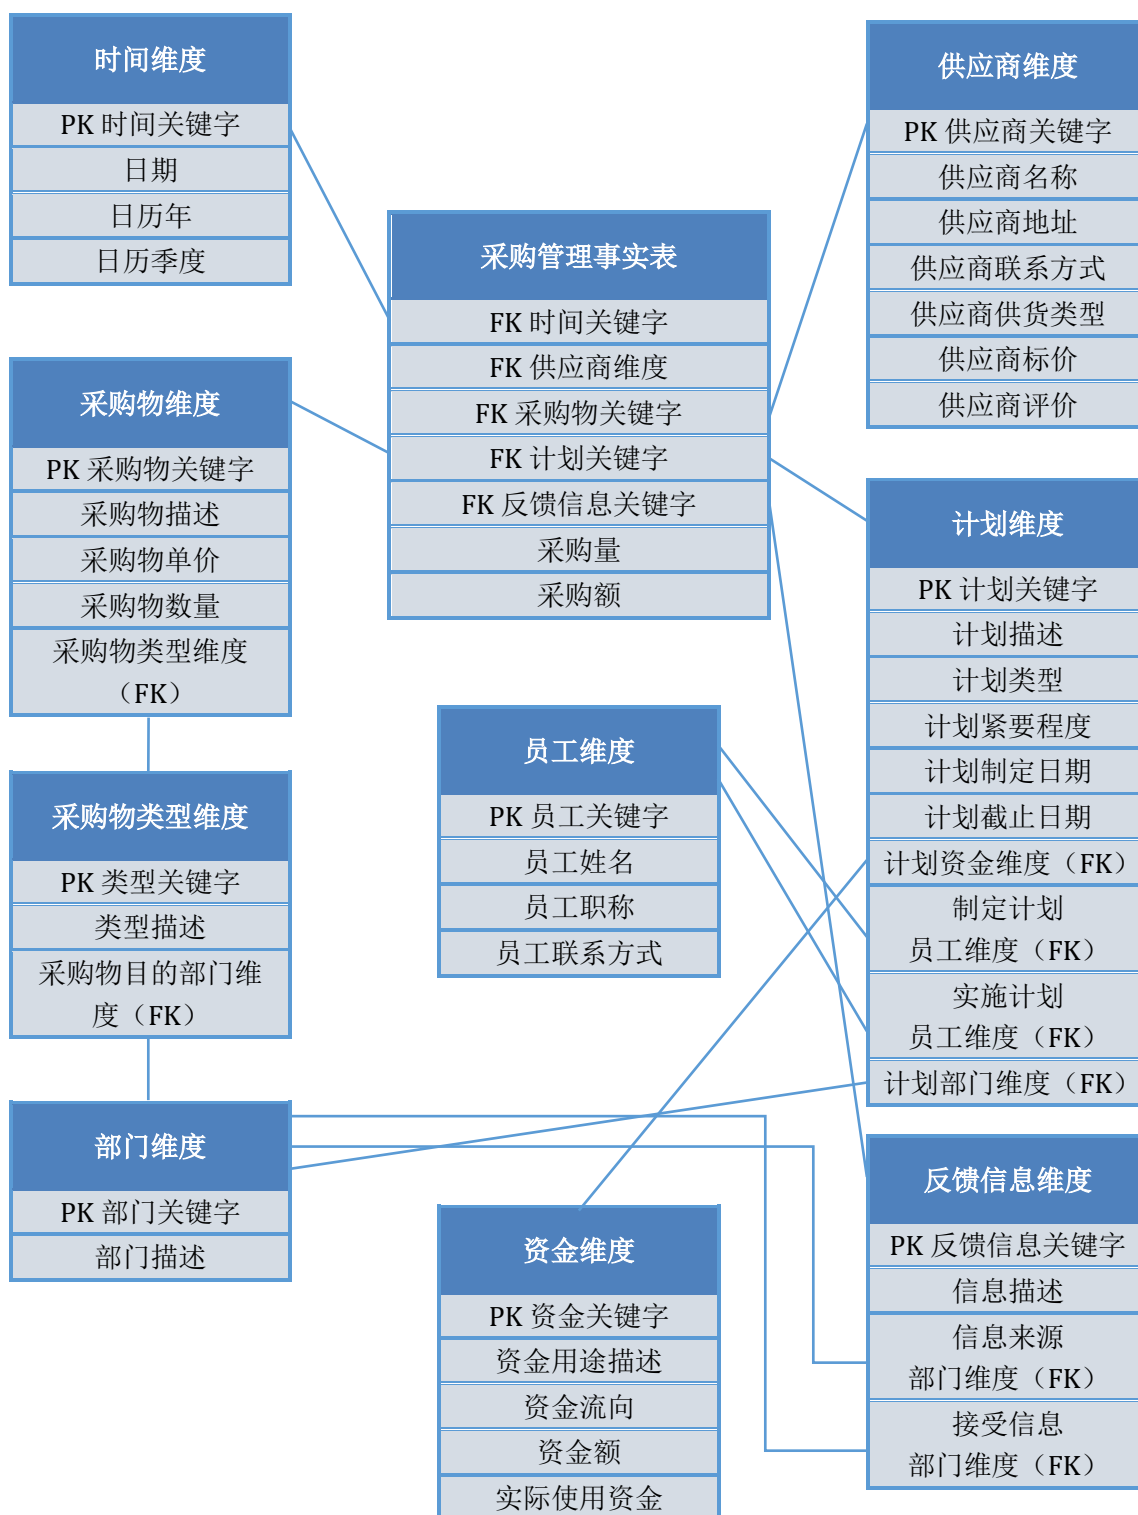 时间维度
PK 时间关键字
日期
日历年
日历季度
供应商维度
PK 供应商关键字
供应商名称
供应商地址
供应商联系方式
供应商供货类型
供应商标价
供应商评价
采购管理事实表
FK 时间关键字
FK 供应商维度
FK 采购物关键字
FK 计划关键字
FK 反馈信息关键字
采购量
采购额
采购物维度
PK 采购物关键字
采购物描述
采购物单价
采购物数量
采购物类型维度
（FK）
计划维度
PK 计划关键字
计划描述
计划类型
计划紧要程度
计划制定日期
计划截止日期
计划资金维度（FK）
制定计划
员工维度（FK）
实施计划
员工维度（FK）
计划部门维度（FK）
员工维度
PK 员工关键字
员工姓名
员工职称
员工联系方式
采购物类型维度
PK 类型关键字
类型描述
采购物目的部门维
度（FK）
部门维度
PK 部门关键字
部门描述
反馈信息维度
PK 反馈信息关键字
信息描述
信息来源
部门维度（FK）
接受信息
部门维度（FK）
资金维度
PK 资金关键字
资金用途描述
资金流向
资金额
实际使用资金